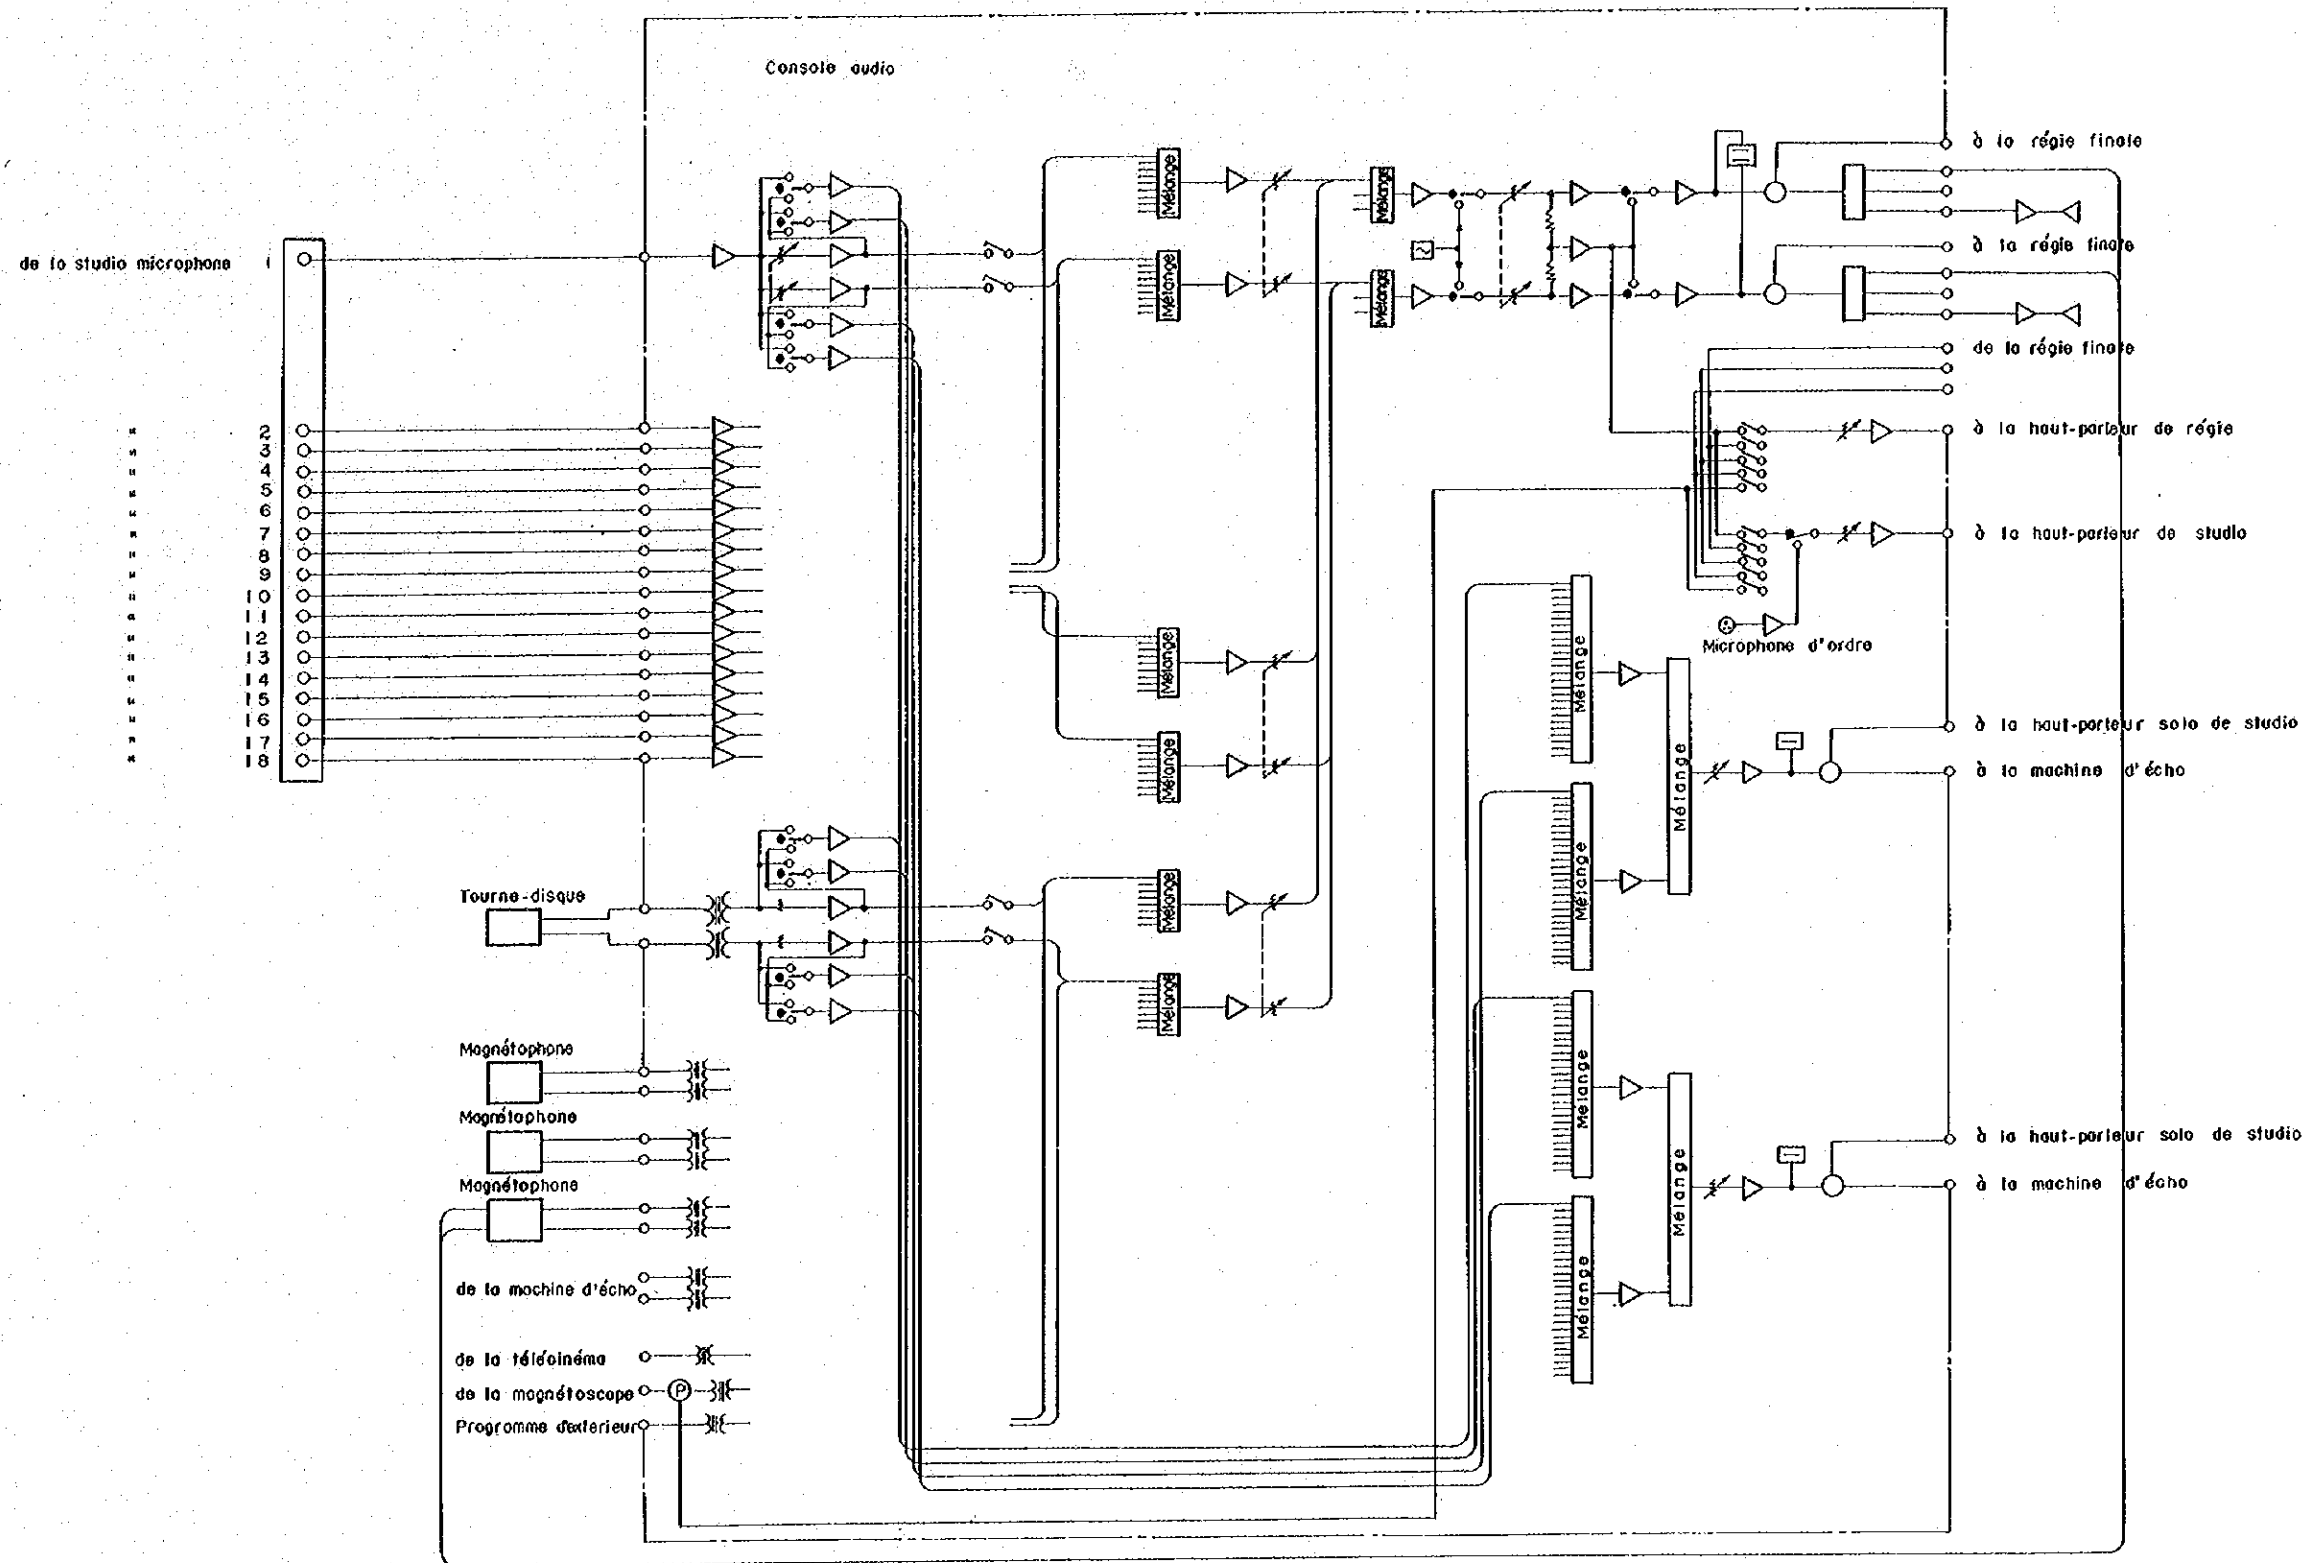 Console audio
à la régie finale
de la studio microphone 1
à la régie finale
de la régie finale
" 2
" 3
" 4
" 5
" 6
" 7
" 8
" 9
" 10
" 11
" 12
" 13
" 14
" 15
" 16
" 17
" 18
à la haut-parleur de régie
à la haut-parleur de studio
Microphone d'ordre
à la haut-parleur solo de studio
à la machine d'écho
à la haut-parleur solo de studio
à la machine d'écho
Mélange
Mélange
Mélange
Mélange
Mélange
Mélange
Mélange
Mélange
Mélange
Mélange
Mélange
Mélange
Mélange
Mélange
Tourne-disque
Magnétophone
Magnétophone
Magnétophone
de la machine d'écho
de la télécinéma
de la magnétoscope
P
Programme d'exterieur